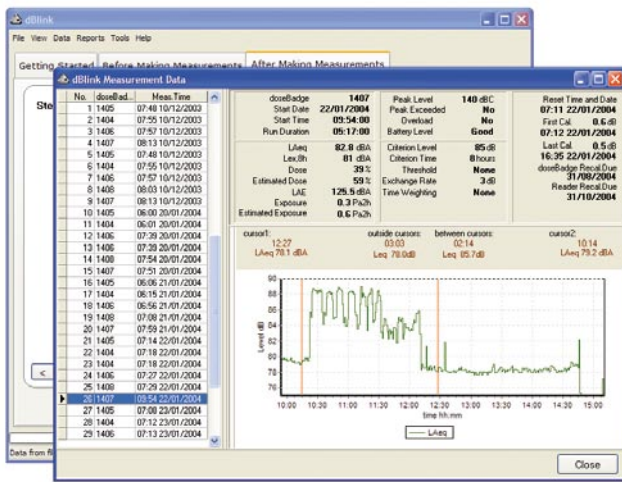 dBlink
File View Data Reports Tools Help
Getting Started Before Making Measurements After Making Measurements
dBlink Measurement Data
No. doseBad... Meas.Time
1 1405 07:48 10/12/2003
2 1404 07:55 10/12/2003
3 1406 07:57 10/12/2003
4 1407 08:13 10/12/2003
5 1405 07:48 10/12/2003
6 1404 07:55 10/12/2003
7 1406 07:57 10/12/2003
8 1408 08:03 10/12/2003
9 1407 08:13 10/12/2003
10 1405 06:00 20/01/2004
11 1404 06:01 20/01/2004
12 1406 07:39 20/01/2004
13 1406 07:39 20/01/2004
14 1408 07:54 20/01/2004
15 1407 07:51 20/01/2004
16 1405 06:06 21/01/2004
17 1404 06:15 21/01/2004
18 1406 06:56 21/01/2004
19 1408 07:08 21/01/2004
20 1407 07:59 21/01/2004
21 1405 07:14 22/01/2004
22 1404 07:18 22/01/2004
23 1404 07:18 22/01/2004
24 1406 07:27 22/01/2004
25 1408 07:29 22/01/2004
26 1407 09:54 22/01/2004
27 1405 07:08 23/01/2004
28 1404 07:12 23/01/2004
29 1406 07:13 23/01/2004
doseBadge 1407
Start Date 22/01/2004
Start Time 09:54:00
Run Duration 05:17:00
LAeq 82.8 dBA
Lex,8h 81 dBA
Dose 39 %
Estimated Dose 59 %
LAE 125.5 dBA
Exposure 0.3 Pa2h
Estimated Exposure 0.6 Pa2h
Peak Level 140 dBC
Peak Exceeded No
Overload No
Battery Level Good
Criterion Level 85 dB
Criterion Time 8 hours
Threshold None
Exchange Rate 3 dB
Time Weighting None
Reset Time and Date
07:11 22/01/2004
First Cal. 0.6 dB
07:12 22/01/2004
Last Cal. 0.5 dB
16:35 22/01/2004
doseBadge Recal.Due
31/08/2004
Reader Recal.Due
31/10/2004
cursor1: outside cursors: between cursors: cursor2:
12:27 03:03 02:14 10:14
LAeq 78.1 dBA Leq 78.0dB Leq 85.7dB LAeq 79.2 dBA
Level dB
90
88
86
84
82
80
78
76
10:00 10:30 11:00 11:30 12:00 12:30 13:00 13:30 14:00 14:30 15:00
time hh:mm
LAeq
Close
Ste
<
Data from fi